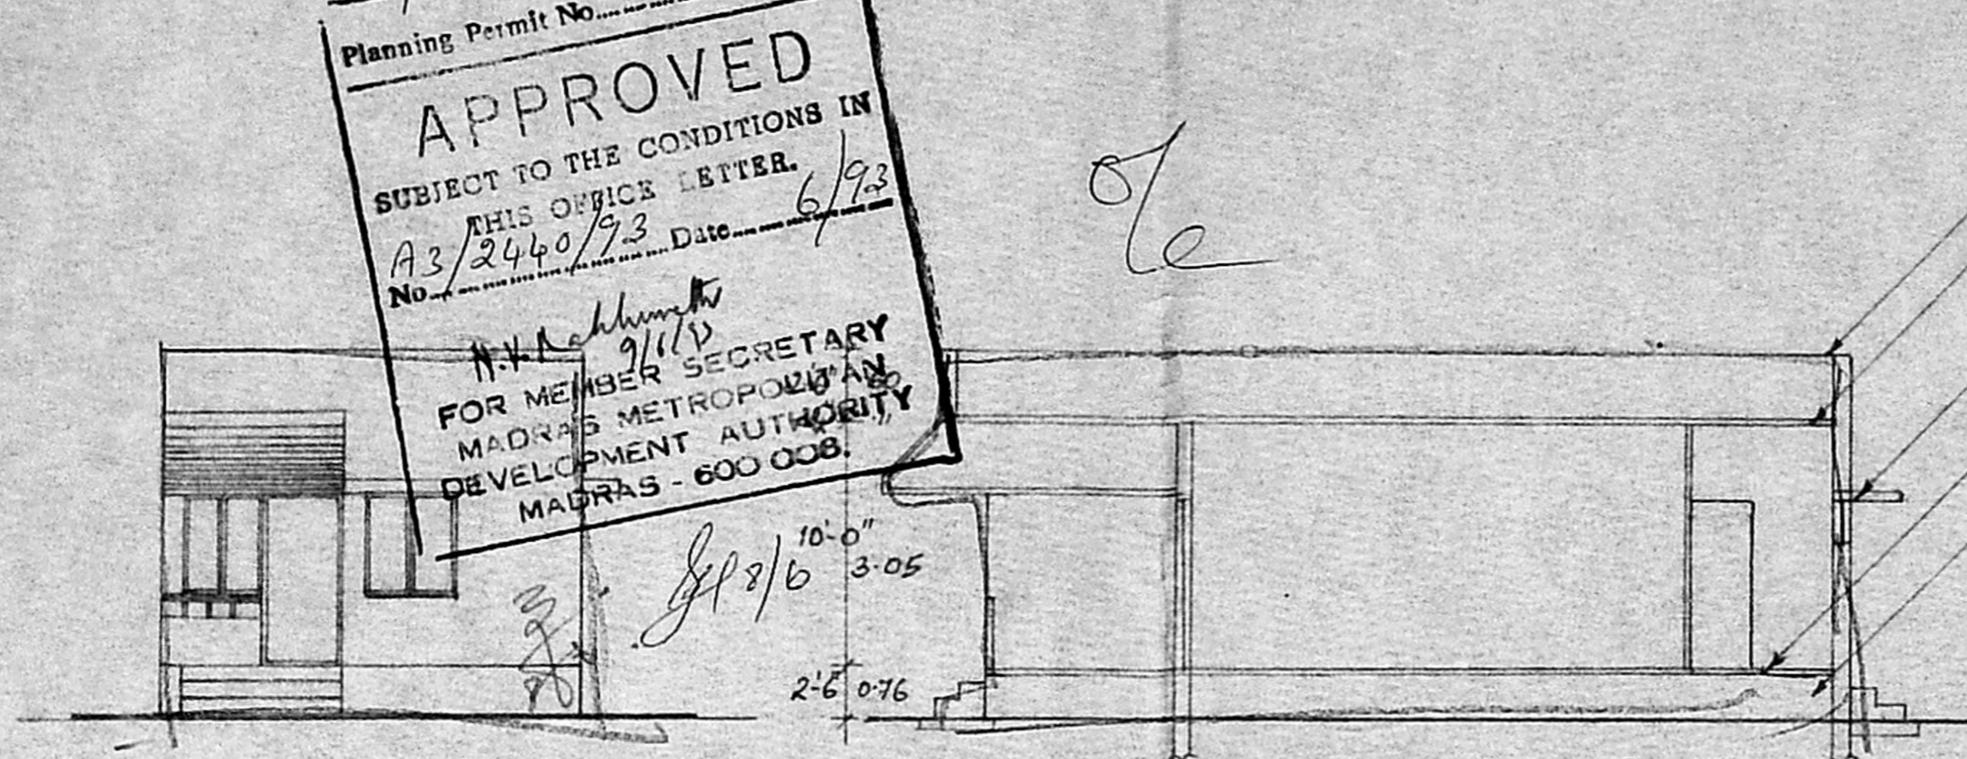 Planning Permit No.
APPROVED
SUBJECT TO THE CONDITIONS IN
THIS OFFICE LETTER.
No. A3/2440/93 Date 6/93
N.V.
FOR MEMBER SECRETARY
MADRAS METROPOLITAN
DEVELOPMENT AUTHORITY
MADRAS - 600 008.
8/6
10'-0"
3.05
2'-6" 0.76